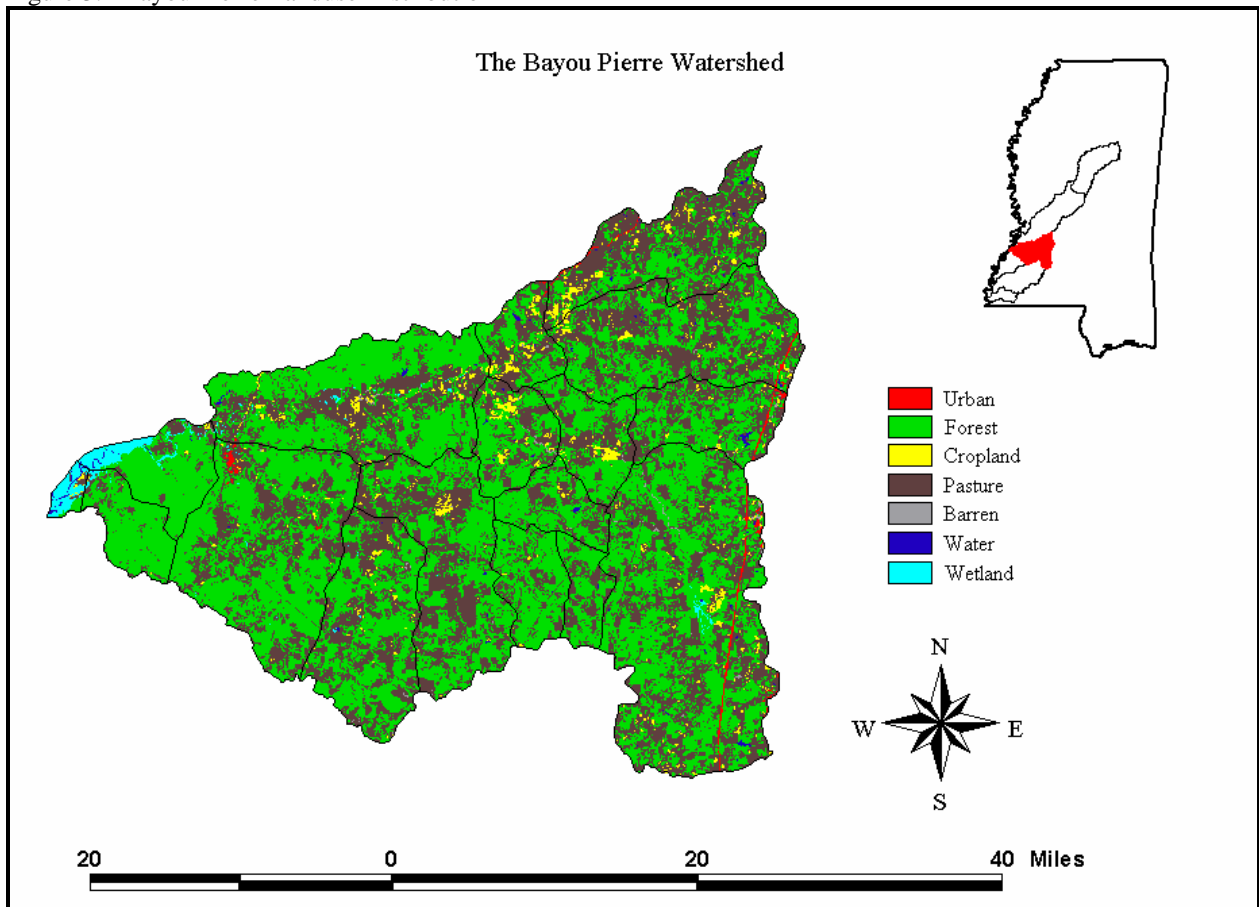 The Bayou Pierre Watershed
Urban
Forest
Cropland
Pasture
Barren
Water
Wetland
N
W E
S
20 0 20 40 Miles